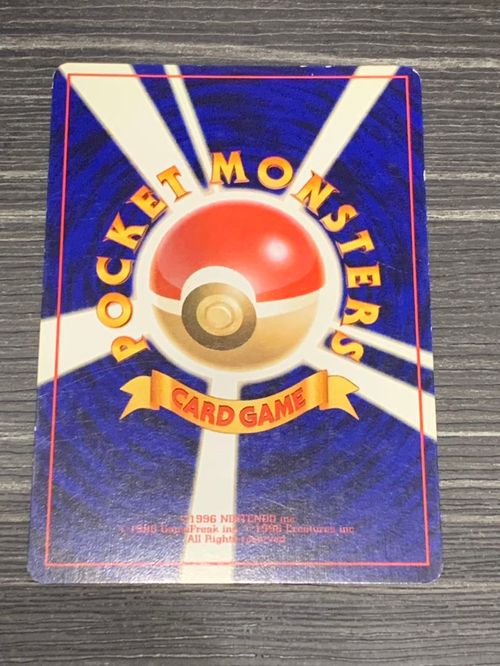 POCKET MONSTERS
CARD GAME
©1996 NINTENDO inc.
© 1996 GameFreak inc. © 1996 Creatures inc.
All Rights reserved